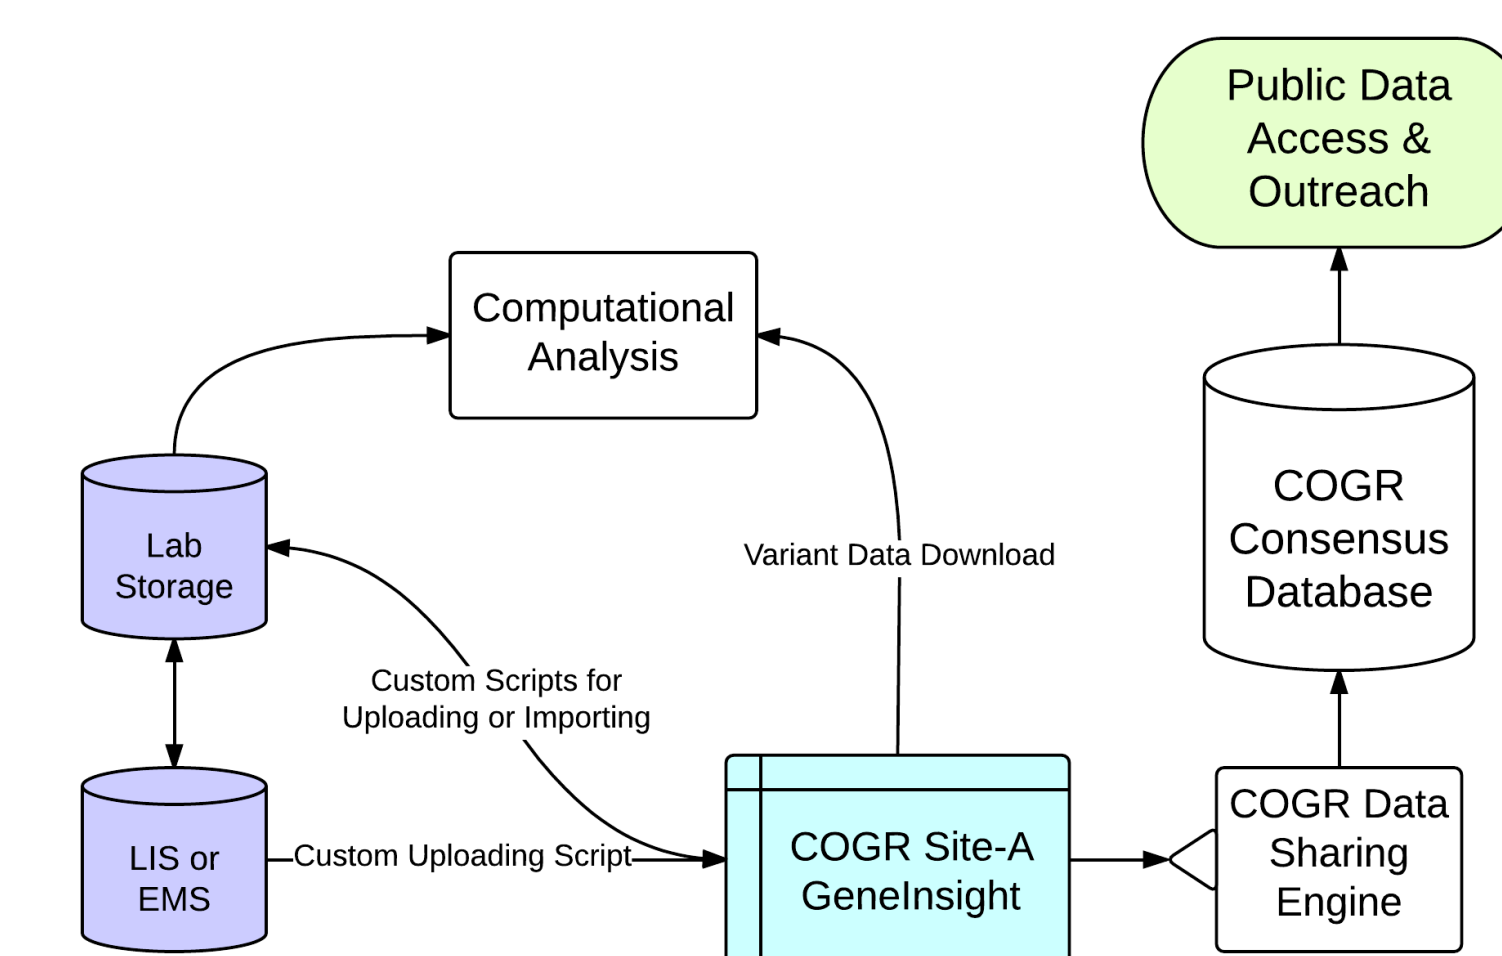 Public Data
Access &
Outreach
Computational
Analysis
COGR
Consensus
Database
Lab
Storage
Variant Data Download
Custom Scripts for
Uploading or Importing
COGR Data
Sharing
Engine
COGR Site-A
GeneInsight
Custom Uploading Script
LIS or
EMS